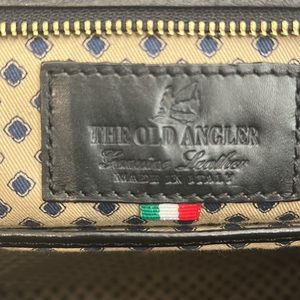 THE OLD ANGLER
Genuine Leather
MADE IN ITALY